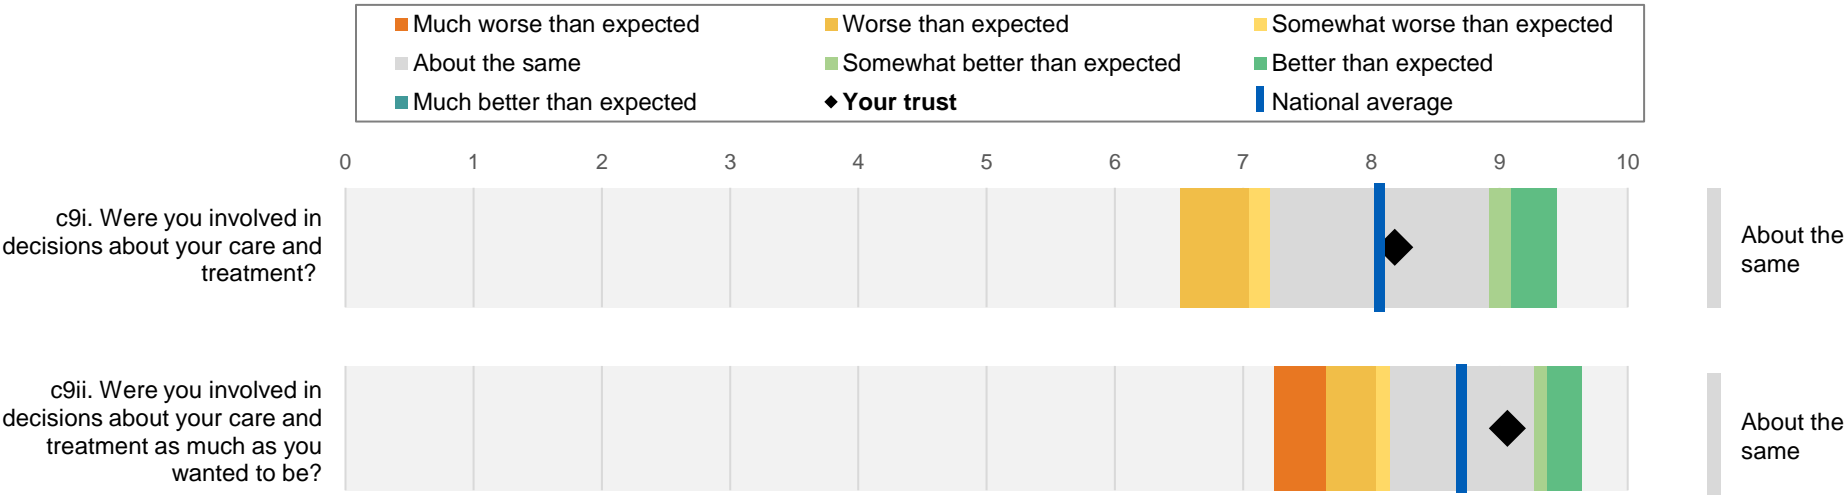 Much worse than expected
Worse than expected
Somewhat worse than expected
About the same
Somewhat better than expected
Better than expected
Much better than expected
Your trust
National average
0 1 2 3 4 5 6 7 8 9 10
c9i. Were you involved in
decisions about your care and
treatment?
About the
same
c9ii. Were you involved in
decisions about your care and
treatment as much as you
wanted to be?
About the
same